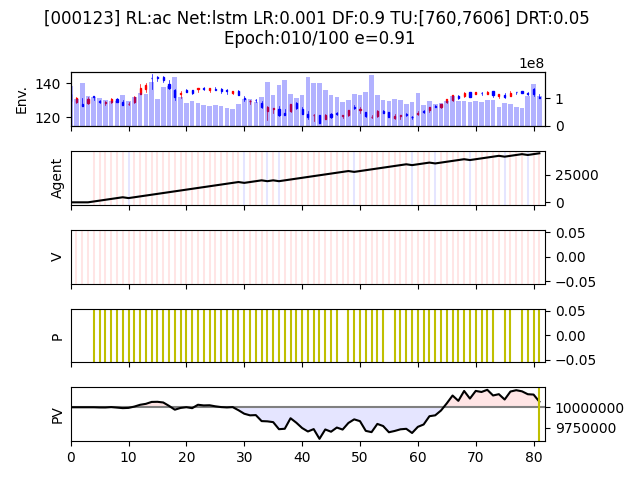 [000123] RL:ac Net:lstm LR:0.001 DF:0.9 TU:[760,7606] DRT:0.05
Epoch:010/100 e=0.91
1e8
Env.
140
120
1
0
Agent
25000
0
V
0.05
0.00
−0.05
P
0.05
0.00
−0.05
PV
10000000
9750000
0 10 20 30 40 50 60 70 80